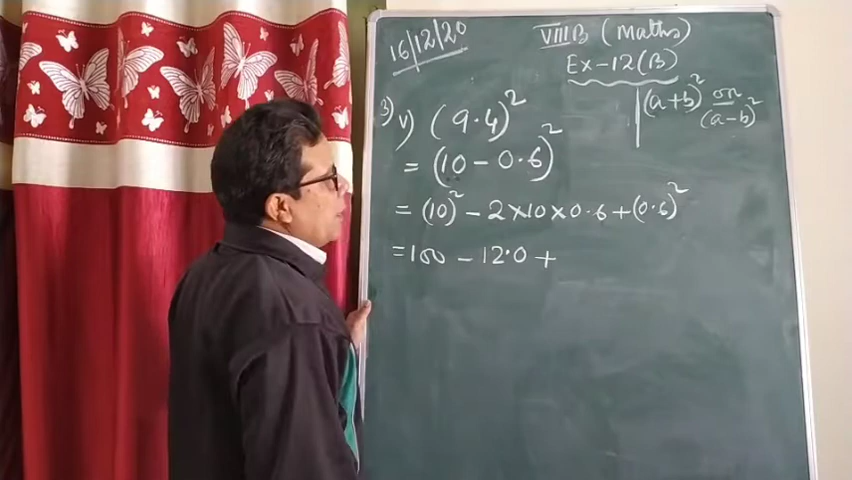 16/12/20
VIII B (Maths)
Ex-12(B)
(a+b)² or
(a-b)²
3) v) (9.4)²
= (10 - 0.6)²
= (10)² - 2×10×0.6 + (0.6)²
= 100 - 12.0 +